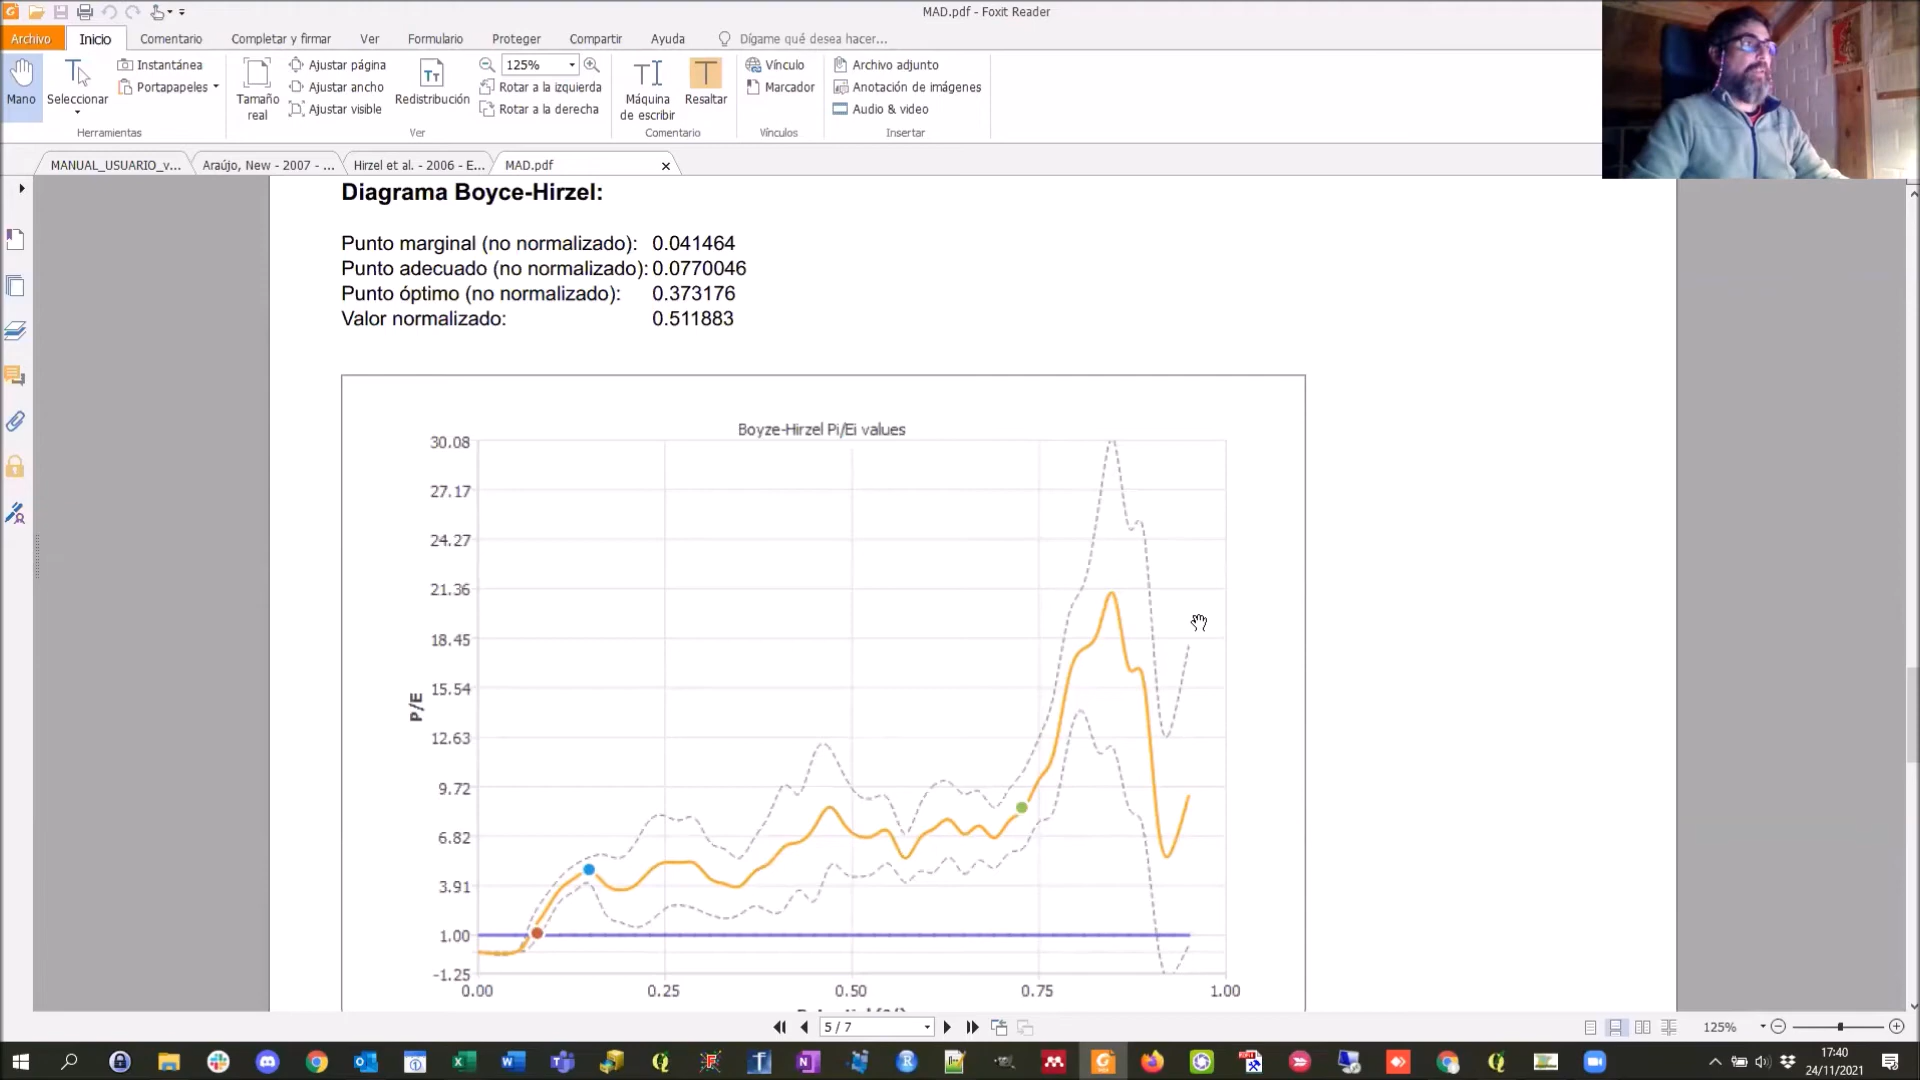 MAD.pdf - Foxit Reader
Archivo
Inicio
Comentario
Completar y firmar
Ver
Formulario
Proteger
Compartir
Ayuda
Dígame qué desea hacer...
Mano
Seleccionar
Instantánea
Portapapeles
Herramientas
Tamaño real
Ajustar página
Ajustar ancho
Ajustar visible
Redistribución
125%
Rotar a la izquierda
Rotar a la derecha
Ver
Máquina de escribir
Resaltar
Comentario
Vínculo
Marcador
Vínculos
Archivo adjunto
Anotación de imágenes
Audio & video
Insertar
MANUAL_USUARIO_v...
Araújo, New - 2007 - ...
Hirzel et al. - 2006 - E...
MAD.pdf
Diagrama Boyce-Hirzel:
Punto marginal (no normalizado): 0.041464
Punto adecuado (no normalizado): 0.0770046
Punto óptimo (no normalizado): 0.373176
Valor normalizado: 0.511883
Boyze-Hirzel Pi/Ei values
30.08
27.17
24.27
21.36
18.45
15.54
12.63
9.72
6.82
3.91
1.00
-1.25
P/E
0.00 0.25 0.50 0.75 1.00
5 / 7
125%
17:40
24/11/2021